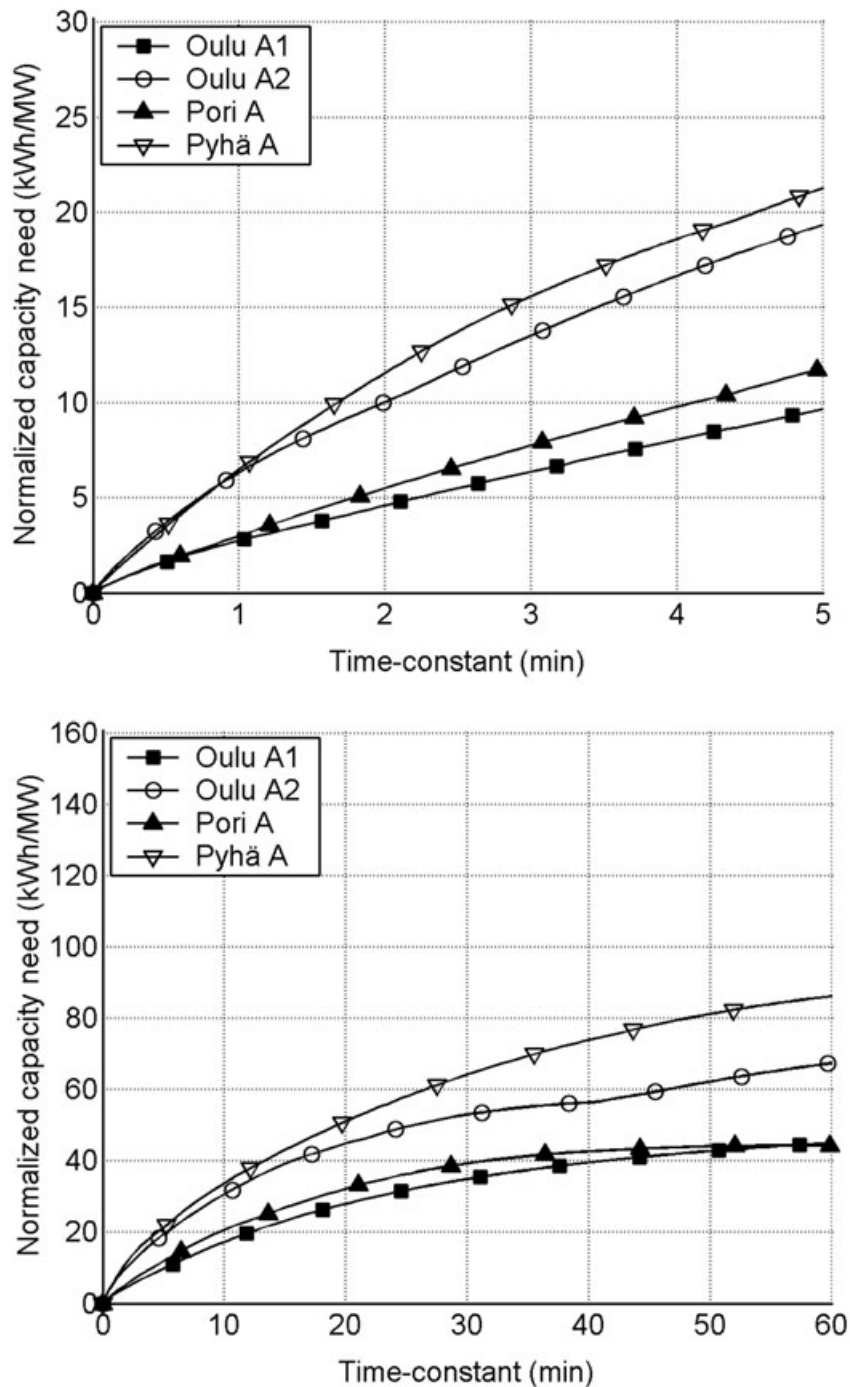 30
25
20
15
10
5
0
Normalized capacity need (kWh/MW)
Oulu A1
Oulu A2
Pori A
Pyhä A
0 1 2 3 4 5
Time-constant (min)
160
140
120
100
80
60
40
20
0
Normalized capacity need (kWh/MW)
Oulu A1
Oulu A2
Pori A
Pyhä A
0 10 20 30 40 50 60
Time-constant (min)